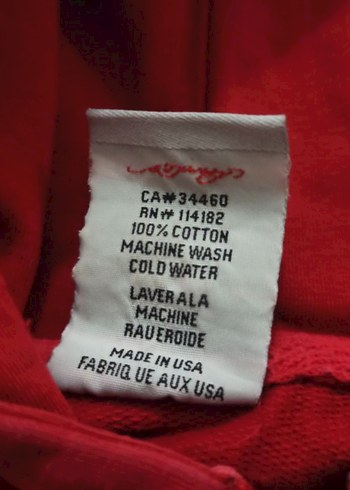 CA# 34460
RN# 114182
100% COTTON
MACHINE WASH
COLD WATER
LAVER ALA
MACHINE
RAUEROIDE
MADE IN USA
FABRIQ UE AUX USA